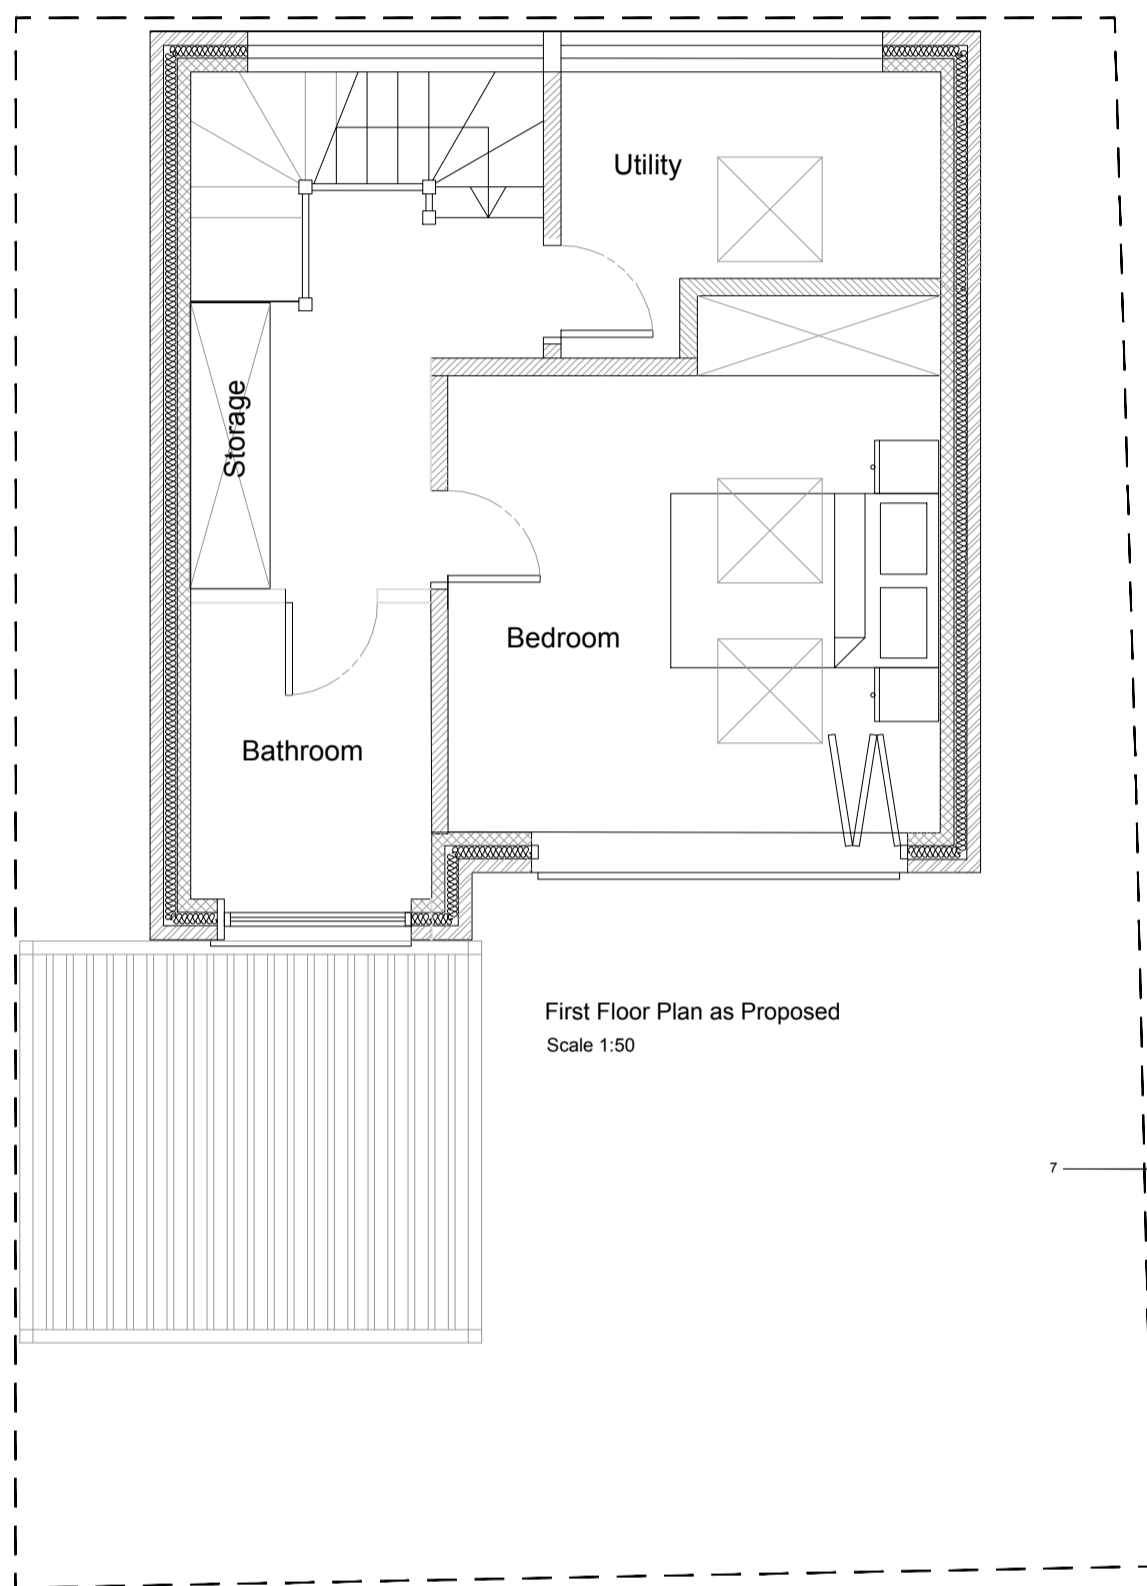 Utility
Storage
Bedroom
Bathroom
First Floor Plan as Proposed
Scale 1:50
7